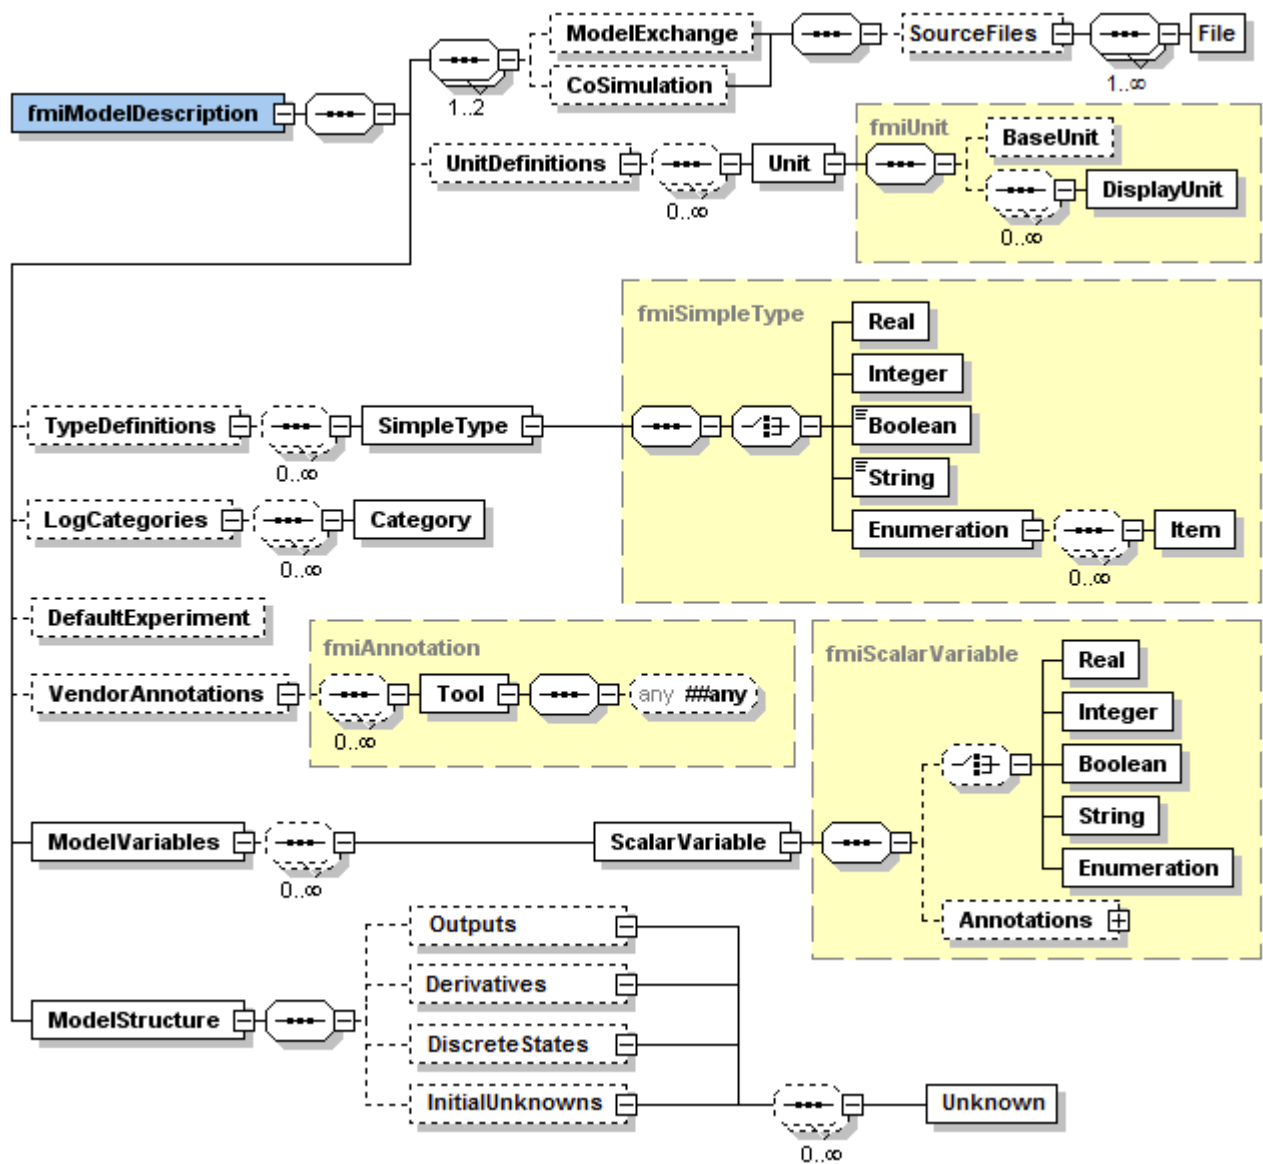 ModelExchange
SourceFiles
File
CoSimulation
1..2
1..∞
fmiModelDescription
fmiUnit
BaseUnit
UnitDefinitions
Unit
DisplayUnit
0..∞
0..∞
fmiSimpleType
Real
Integer
TypeDefinitions
SimpleType
Boolean
0..∞
String
LogCategories
Category
Enumeration
Item
0..∞
0..∞
DefaultExperiment
fmiAnnotation
fmiScalarVariable
Real
VendorAnnotations
Tool
any ##any
Integer
0..∞
Boolean
String
ModelVariables
ScalarVariable
Enumeration
0..∞
Annotations
Outputs
Derivatives
ModelStructure
DiscreteStates
InitialUnknowns
Unknown
0..∞